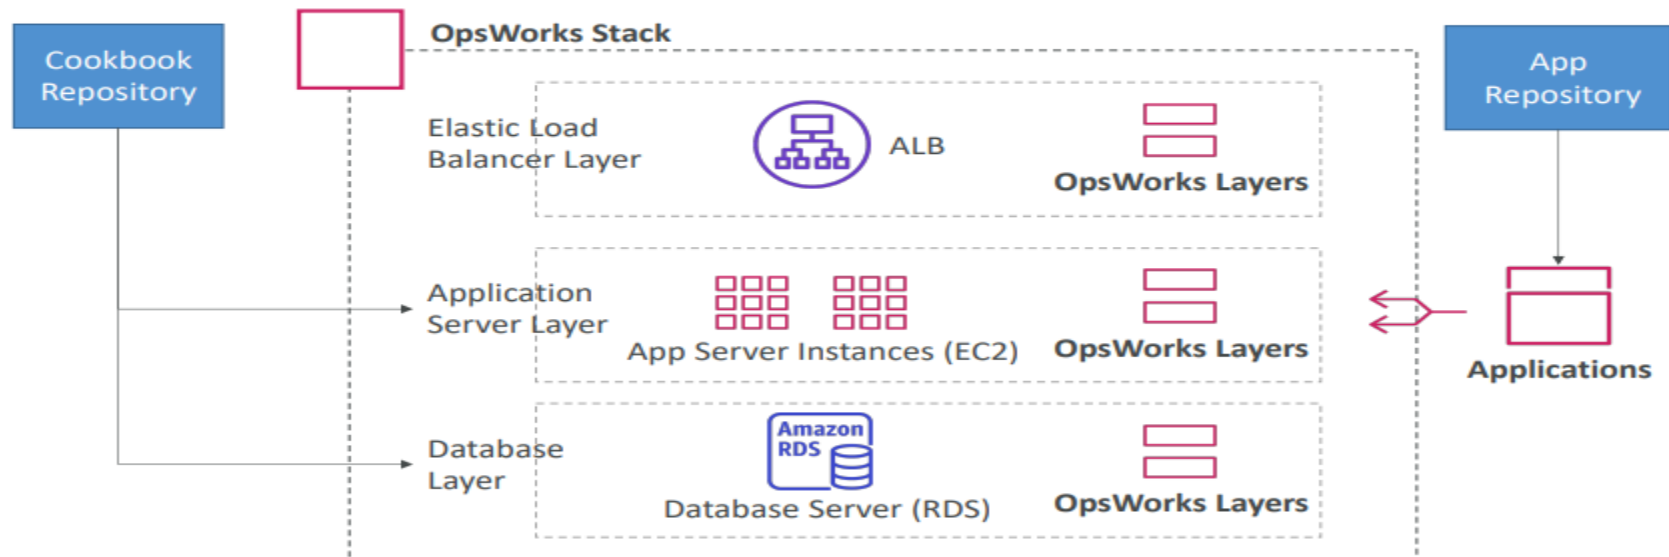 OpsWorks Stack
Cookbook
Repository
App
Repository
Elastic Load
Balancer Layer
ALB
OpsWorks Layers
Application
Server Layer
App Server Instances (EC2)
OpsWorks Layers
Applications
Database
Layer
Amazon
RDS
Database Server (RDS)
OpsWorks Layers